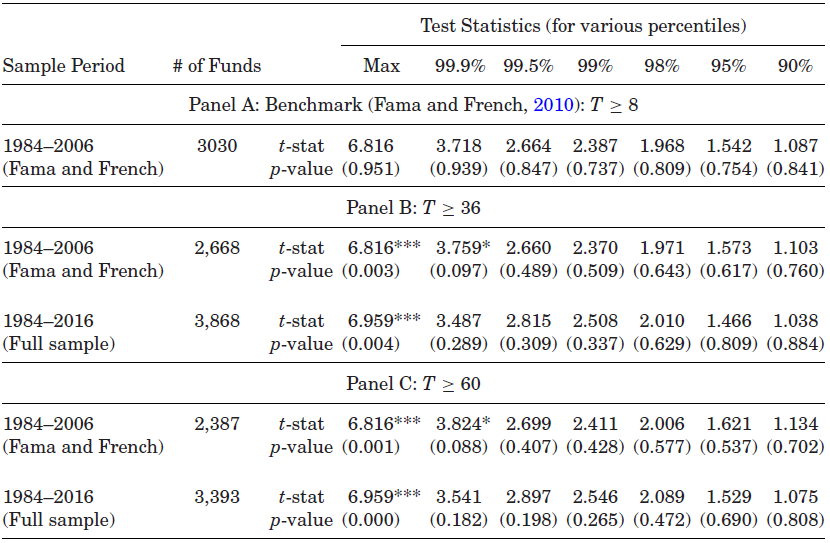 Test Statistics (for various percentiles)
Sample Period # of Funds Max 99.9% 99.5% 99% 98% 95% 90%
Panel A: Benchmark (Fama and French, 2010): T ≥ 8
1984–2006 3030 t-stat 6.816 3.718 2.664 2.387 1.968 1.542 1.087
(Fama and French) p-value (0.951) (0.939) (0.847) (0.737) (0.809) (0.754) (0.841)
Panel B: T ≥ 36
1984–2006 2,668 t-stat 6.816*** 3.759* 2.660 2.370 1.971 1.573 1.103
(Fama and French) p-value (0.003) (0.097) (0.489) (0.509) (0.643) (0.617) (0.760)
1984–2016 3,868 t-stat 6.959*** 3.487 2.815 2.508 2.010 1.466 1.038
(Full sample) p-value (0.004) (0.289) (0.309) (0.337) (0.629) (0.809) (0.884)
Panel C: T ≥ 60
1984–2006 2,387 t-stat 6.816*** 3.824* 2.699 2.411 2.006 1.621 1.134
(Fama and French) p-value (0.001) (0.088) (0.407) (0.428) (0.577) (0.537) (0.702)
1984–2016 3,393 t-stat 6.959*** 3.541 2.897 2.546 2.089 1.529 1.075
(Full sample) p-value (0.000) (0.182) (0.198) (0.265) (0.472) (0.690) (0.808)